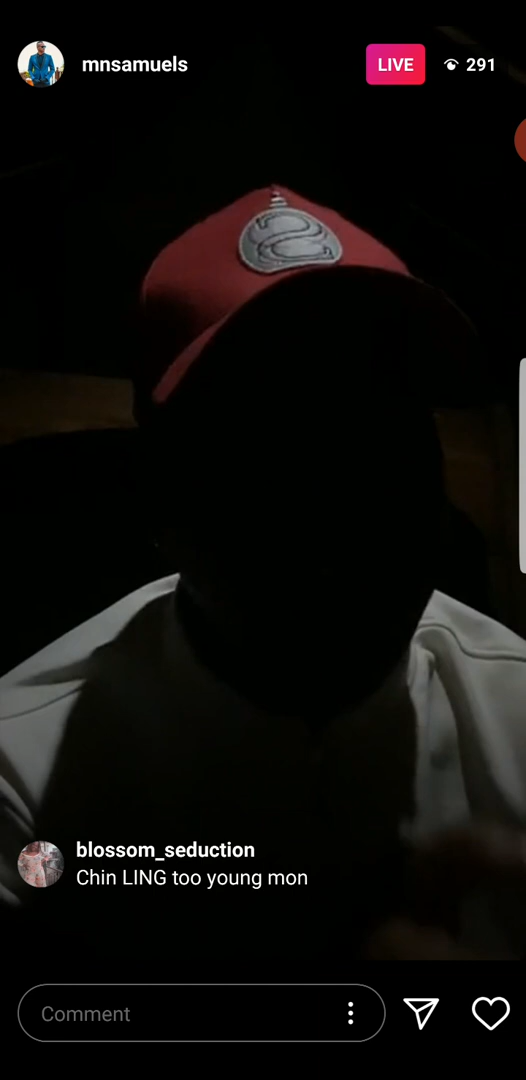 mnsamuels
LIVE
291
blossom_seduction
Chin LING too young mon
Comment